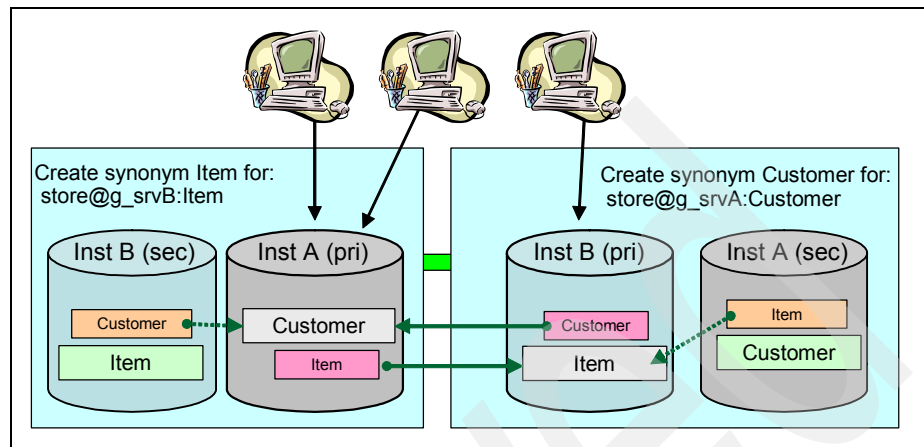 Create synonym Item for:
store@g_srvB:Item
Create synonym Customer for:
store@g_srvA:Customer
Inst B (sec)
Inst A (pri)
Inst B (pri)
Inst A (sec)
Customer
Item
Customer
Item
Customer
Item
Item
Customer